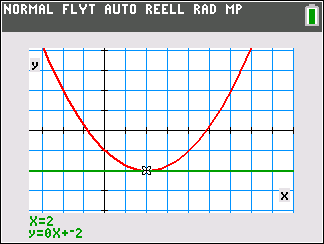 NORMAL FLYT AUTO REELL RAD MP
y
X
X=2
y=0X+-2